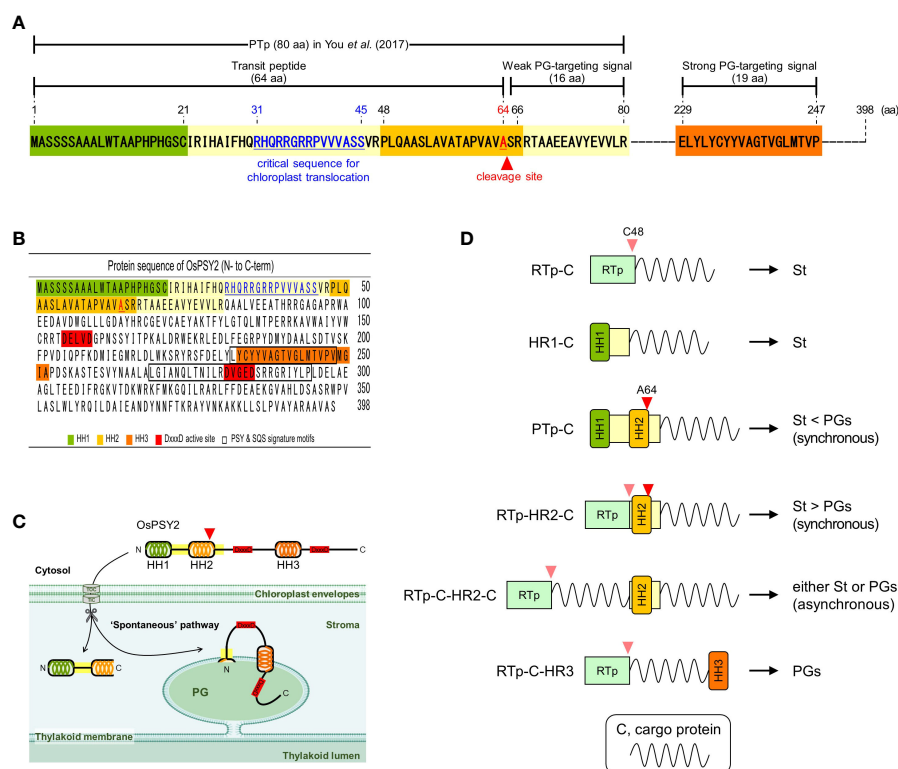 A
PTp (80 aa) in You et al. (2017)
Transit peptide
(64 aa)
Weak PG-targeting signal
(16 aa)
Strong PG-targeting signal
(19 aa)
1 21 31 45 48 64 66 80 229 247 398 (aa)
MASSSSAAALWTAAPHPHGSCIRIHAIFHQRHQRRGRRPVVVASSVRPLQAASLAVATAPVAVASRRTAAEEAVYEVVLR ELYLYCYYVAGTVGLMTVP
critical sequence for
chloroplast translocation
cleavage site
B
Protein sequence of OsPSY2 (N- to C-term)
MASSSSAAALWTAAPHPHGSCIRIHAIFHQRHQRRGRRPVVVASSVRPLQ 50
AASLAVATAPVAVASRRTAAEEAVYEVVLRQAALVEEATHRRGAGAPRWA 100
EEDAVDWGLLLGDAYHRCGEVCAEYAKTFYLGTQLMTPERRKAVWAIYVW 150
CRRTDELVDGPNSSYITPKALDRWEKRLEDLFEGRPYDMYDAALSDTVSK 200
FPVDIQPFKDMIEGMRLDLWKSRYRSFDELYLYCYYVAGTVGLMTVPVMG 250
IAPDSKASTESVYNAALALGIANQLTNILRDVGEDSRRGRIYLPLDELAE 300
AGLTEEDIFRGKVTDKWRKFMKGQILRARLFFDEAEKGVAHLDSASRWPV 350
LASLWLYRQILDAIEANDYNNFTKRAYVNKAKKLLSLPVAYARAAVAS 398
HH1 HH2 HH3 DxxxD active site PSY & SQS signature motifs
C
OsPSY2
N C
HH1 HH2 HH3
Cytosol
Chloroplast envelopes
'Spontaneous' pathway
Stroma
N C
N
PG
C
Thylakoid membrane
Thylakoid lumen
D
C48
RTp-C RTp St
HR1-C HH1 St
A64
PTp-C HH1 HH2 St < PGs
(synchronous)
RTp-HR2-C RTp HH2 St > PGs
(synchronous)
RTp-C-HR2-C RTp HH2 either St or PGs
(asynchronous)
RTp-C-HR3 RTp HH3 PGs
C, cargo protein